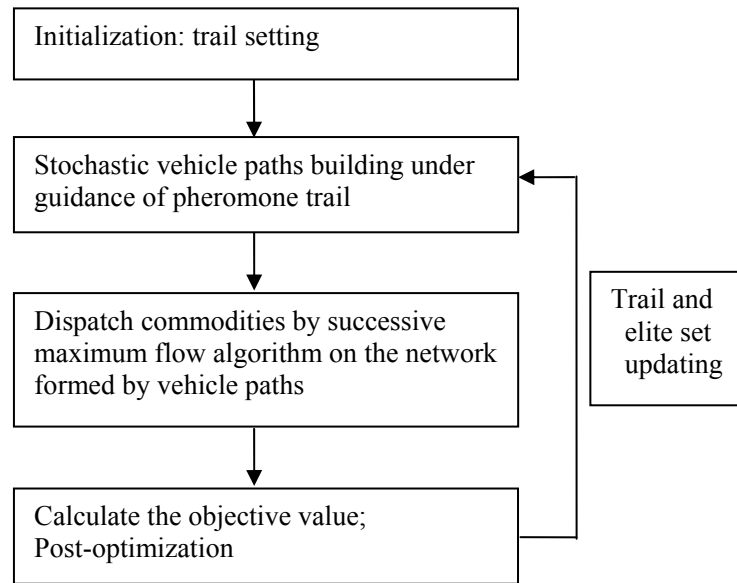 Initialization: trail setting
Stochastic vehicle paths building under
guidance of pheromone trail
Dispatch commodities by successive
maximum flow algorithm on the network
formed by vehicle paths
Calculate the objective value;
Post-optimization
Trail and
elite set
updating